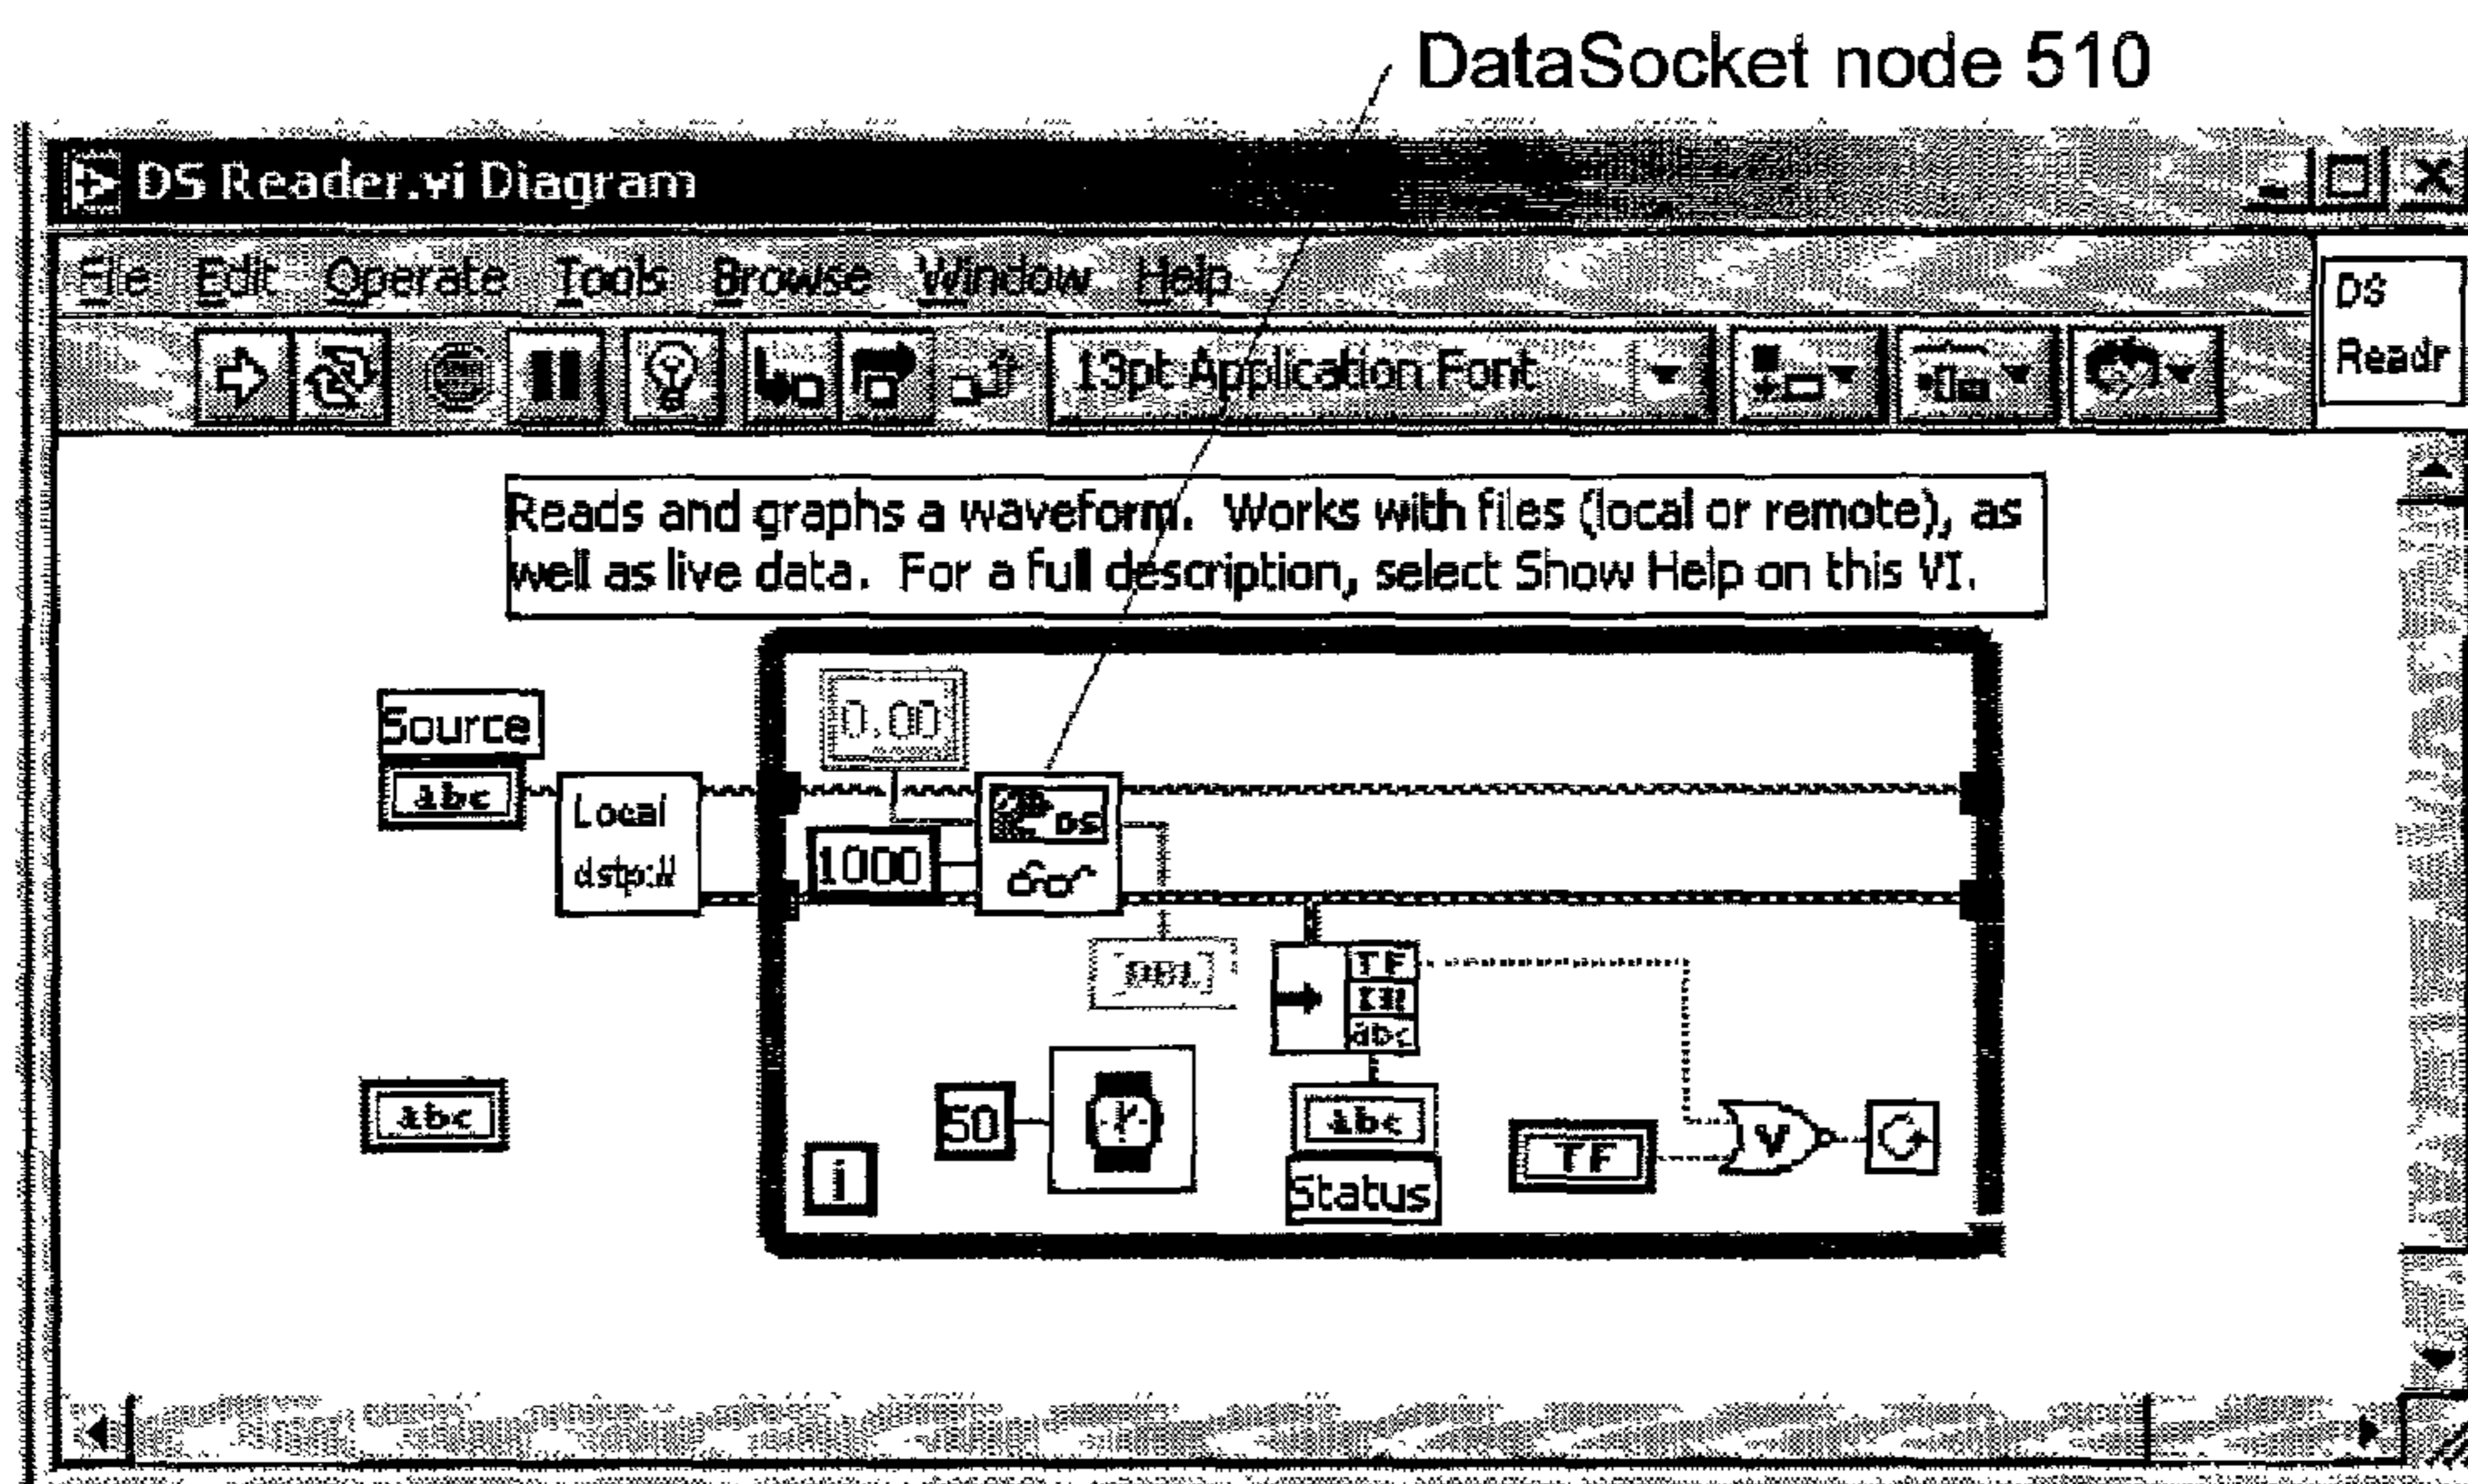 DataSocket node 510
DS Reader.vi Diagram
File Edit Operate Tools Browse Window Help
DS
Readr
13pt Application Font
Reads and graphs a waveform. Works with files (local or remote), as
well as live data. For a full description, select Show Help on this VI.
Source
abc
Local
dstp://
0.00
1000
DS
DBL
TF
abc
abc
50
abc
Status
i
TF
V